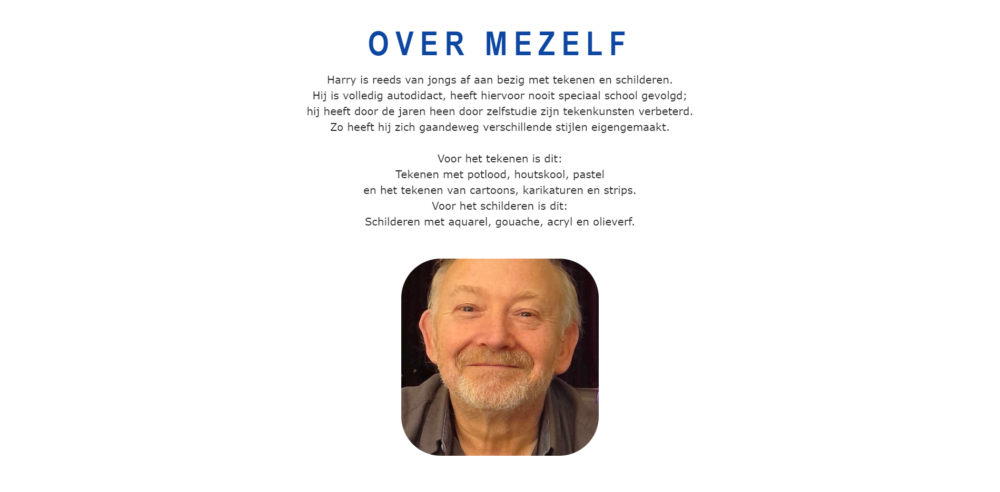 OVER MEZELF
Harry is reeds van jongs af aan bezig met tekenen en schilderen.
Hij is volledig autodidact, heeft hiervoor nooit speciaal school gevolgd;
hij heeft door de jaren heen door zelfstudie zijn tekenkunsten verbeterd.
Zo heeft hij zich gaandeweg verschillende stijlen eigengemaakt.
Voor het tekenen is dit:
Tekenen met potlood, houtskool, pastel
en het tekenen van cartoons, karikaturen en strips.
Voor het schilderen is dit:
Schilderen met aquarel, gouache, acryl en olieverf.